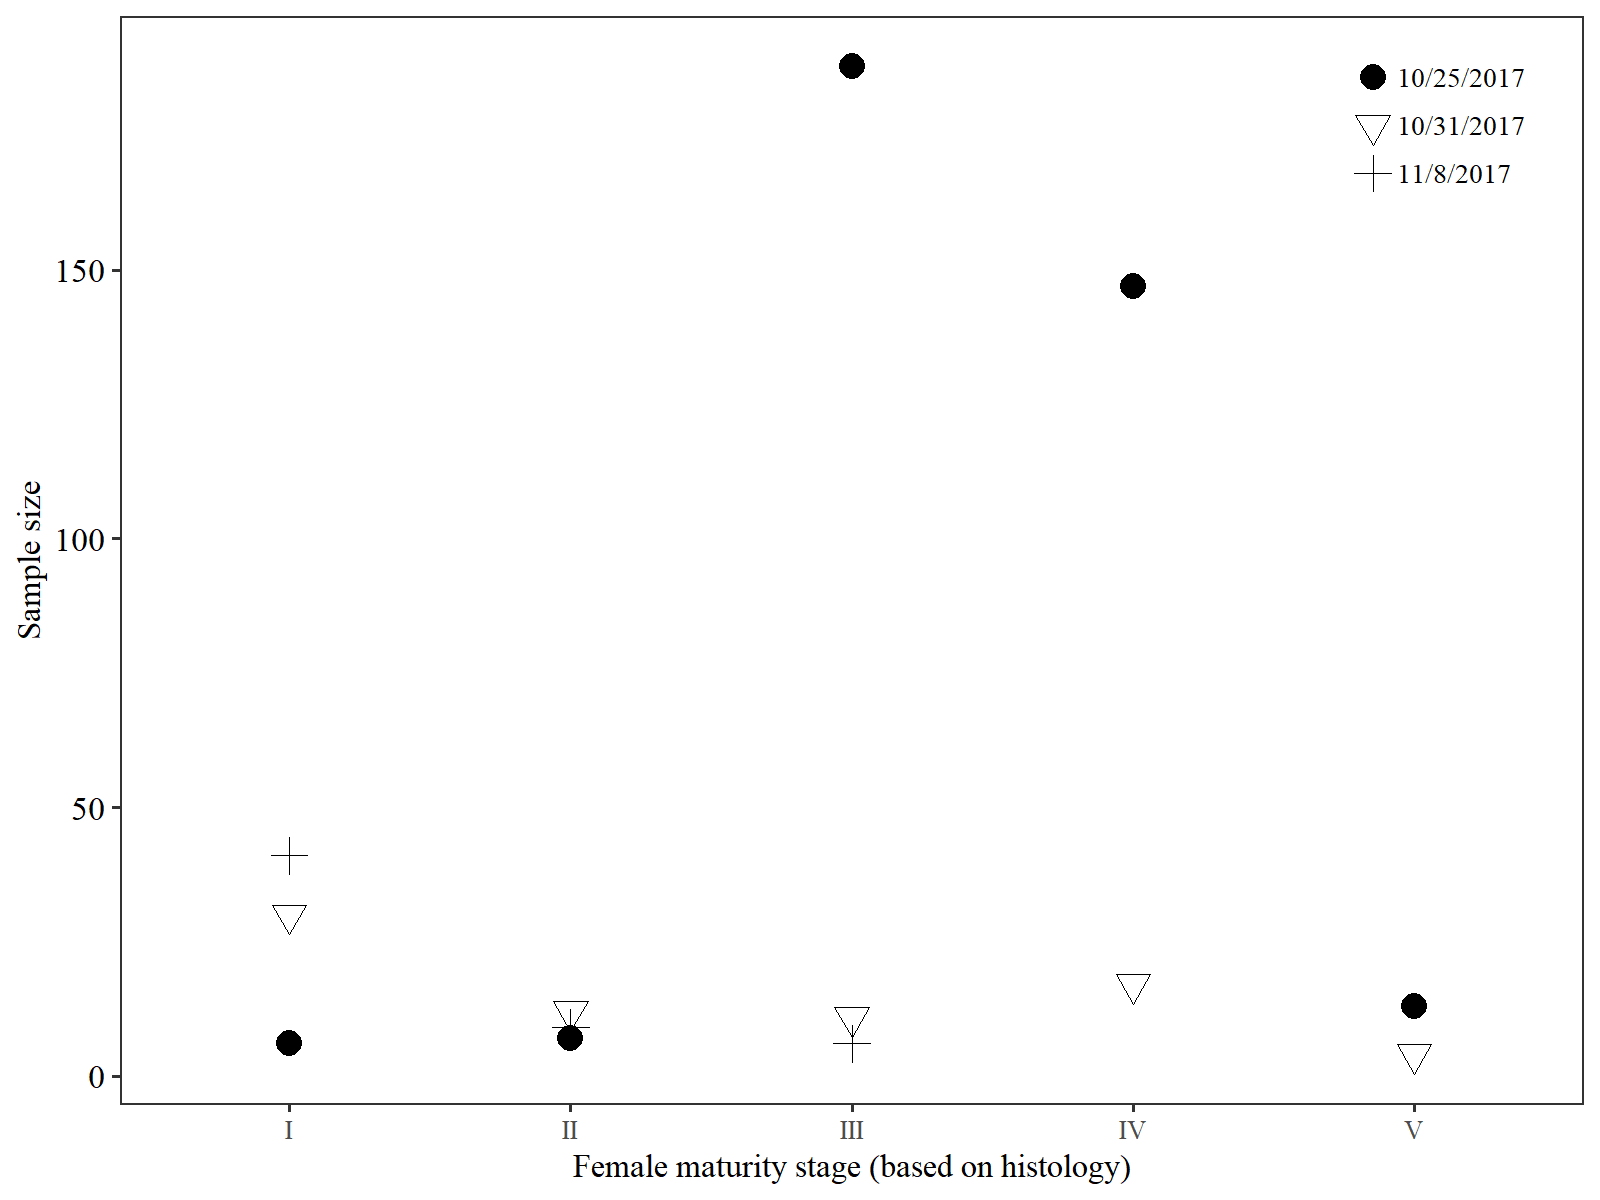 10/25/2017
10/31/2017
11/8/2017
150
100
50
0
Sample size
I II III IV V
Female maturity stage (based on histology)